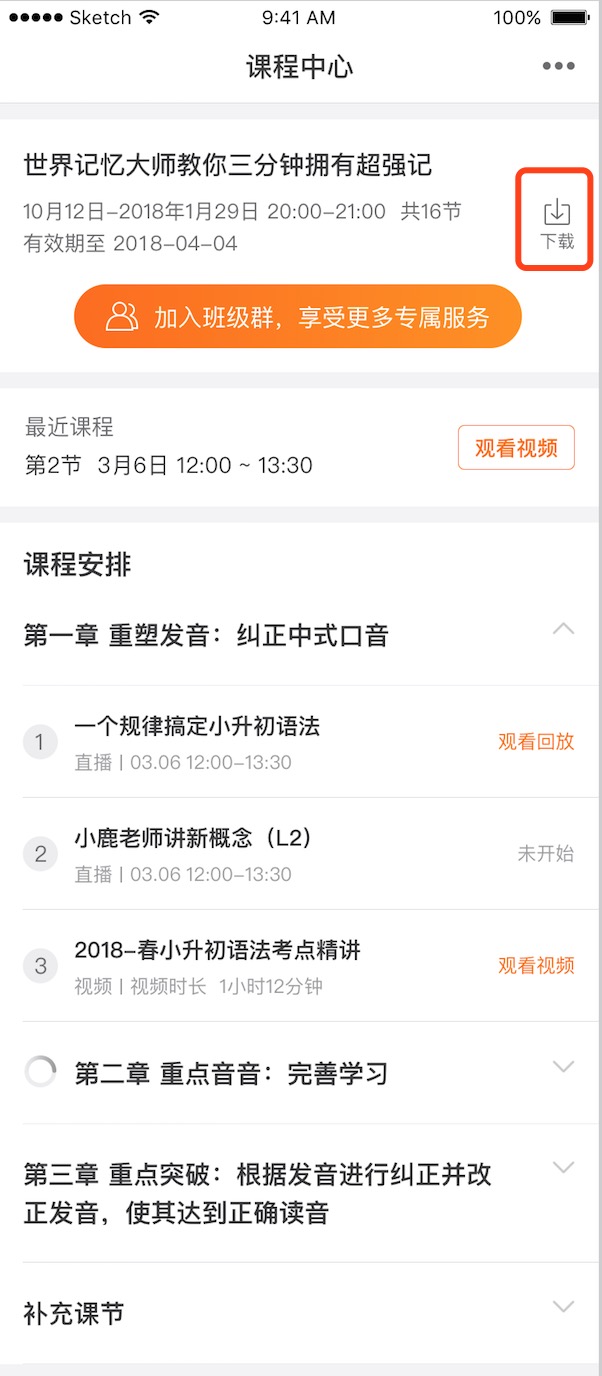 Sketch 9:41 AM 100%
课程中心
世界记忆大师教你三分钟拥有超强记
10月12日-2018年1月29日 20:00-21:00 共16节
有效期至 2018-04-04
下载
加入班级群，享受更多专属服务
最近课程
第2节 3月6日 12:00 ~ 13:30
观看视频
课程安排
第一章 重塑发音：纠正中式口音
1
一个规律搞定小升初语法
直播 | 03.06 12:00-13:30
观看回放
2
小鹿老师讲新概念（L2）
直播 | 03.06 12:00-13:30
未开始
3
2018-春小升初语法考点精讲
视频 | 视频时长 1小时12分钟
观看视频
第二章 重点音音：完善学习
第三章 重点突破：根据发音进行纠正并改
正发音，使其达到正确读音
补充课节